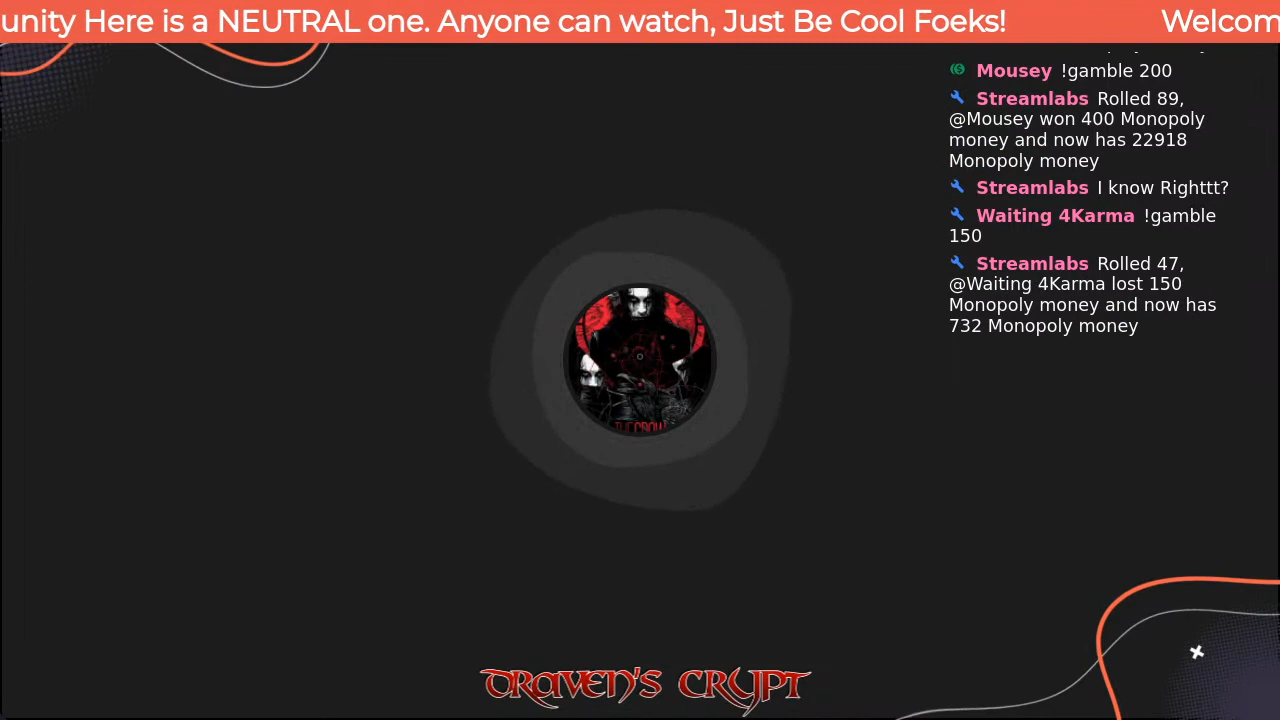 unity Here is a NEUTRAL one. Anyone can watch, Just Be Cool Foeks! Welcom
Mousey !gamble 200
Streamlabs Rolled 89,
@Mousey won 400 Monopoly
money and now has 22918
Monopoly money
Streamlabs I know Righttt?
Waiting 4Karma !gamble
150
Streamlabs Rolled 47,
@Waiting 4Karma lost 150
Monopoly money and now has
732 Monopoly money
THE CROW
DRAVEN'S CRYPT